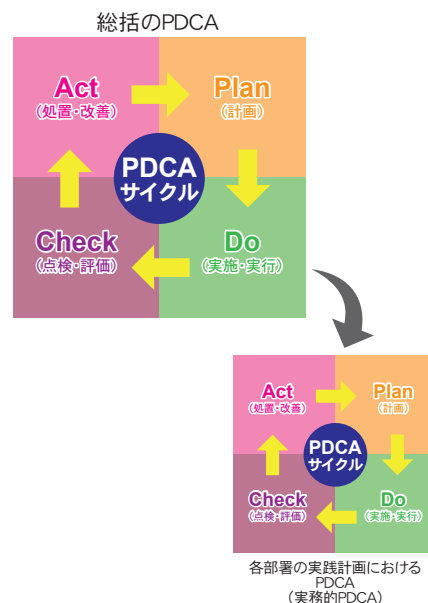 総括のPDCA
Act
(処置・改善)
Plan
(計画)
PDCA
サイクル
Check
(点検・評価)
Do
(実施・実行)
Act
(処置・改善)
Plan
(計画)
PDCA
サイクル
Check
(点検・評価)
Do
(実施・実行)
各部署の実践計画における
PDCA
(実務的PDCA)